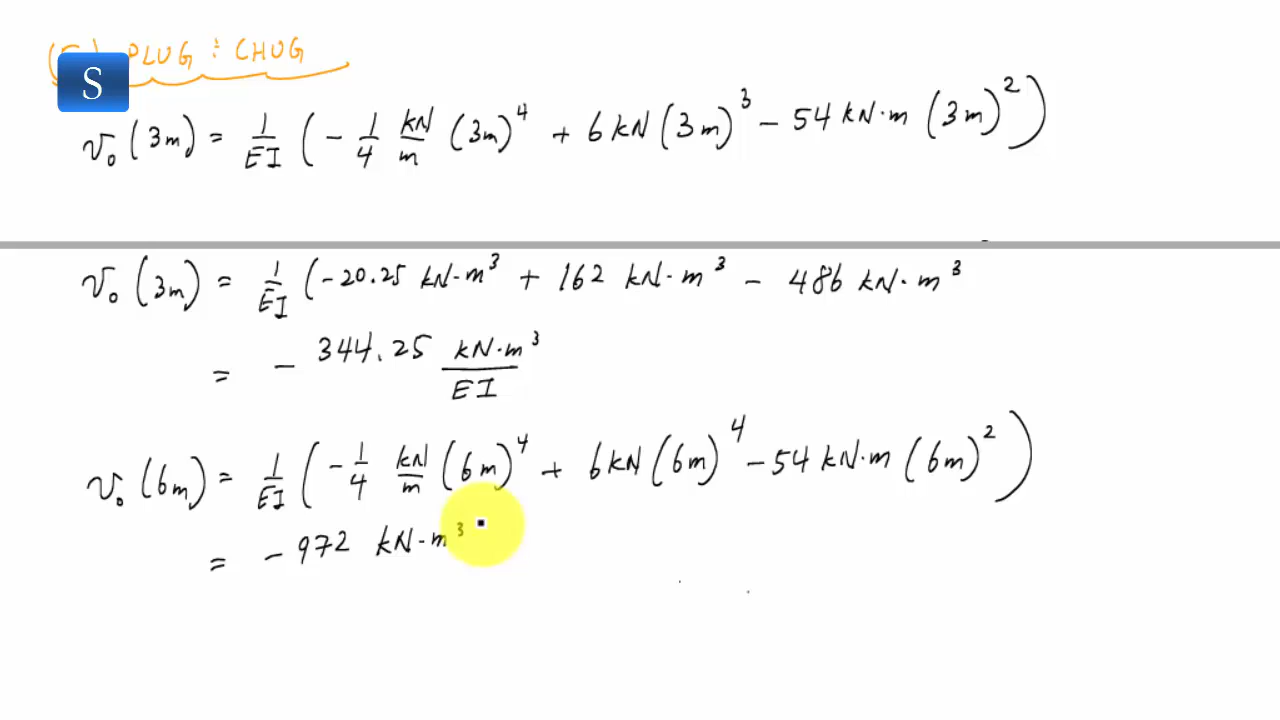 (5) PLUG ÷ CHUG
S
v₀ (3m) = 1/EI ( - 1/4 kN/m (3m)⁴ + 6 kN (3m)³ - 54 kN·m (3m)² )
v₀ (3m) = 1/EI ( -20.25 kN·m³ + 162 kN·m³ - 486 kN·m³
= - 344.25 kN·m³/EI
v₀ (6m) = 1/EI ( - 1/4 kN/m (6m)⁴ + 6kN (6m)⁴ - 54 kN·m (6m)² )
= - 972 kN·m³